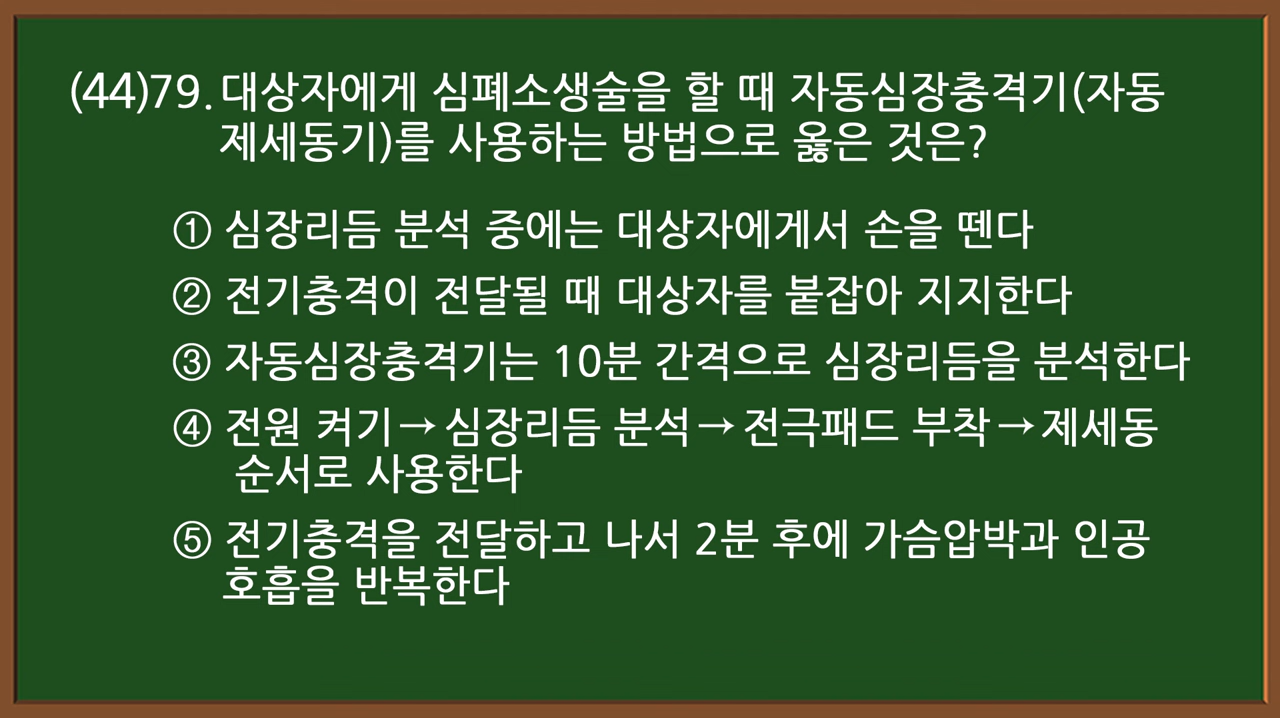 (44)79. 대상자에게 심폐소생술을 할 때 자동심장충격기(자동
제세동기)를 사용하는 방법으로 옳은 것은?
① 심장리듬 분석 중에는 대상자에게서 손을 뗀다
② 전기충격이 전달될 때 대상자를 붙잡아 지지한다
③ 자동심장충격기는 10분 간격으로 심장리듬을 분석한다
④ 전원 켜기→심장리듬 분석→전극패드 부착→제세동
순서로 사용한다
⑤ 전기충격을 전달하고 나서 2분 후에 가슴압박과 인공
호흡을 반복한다